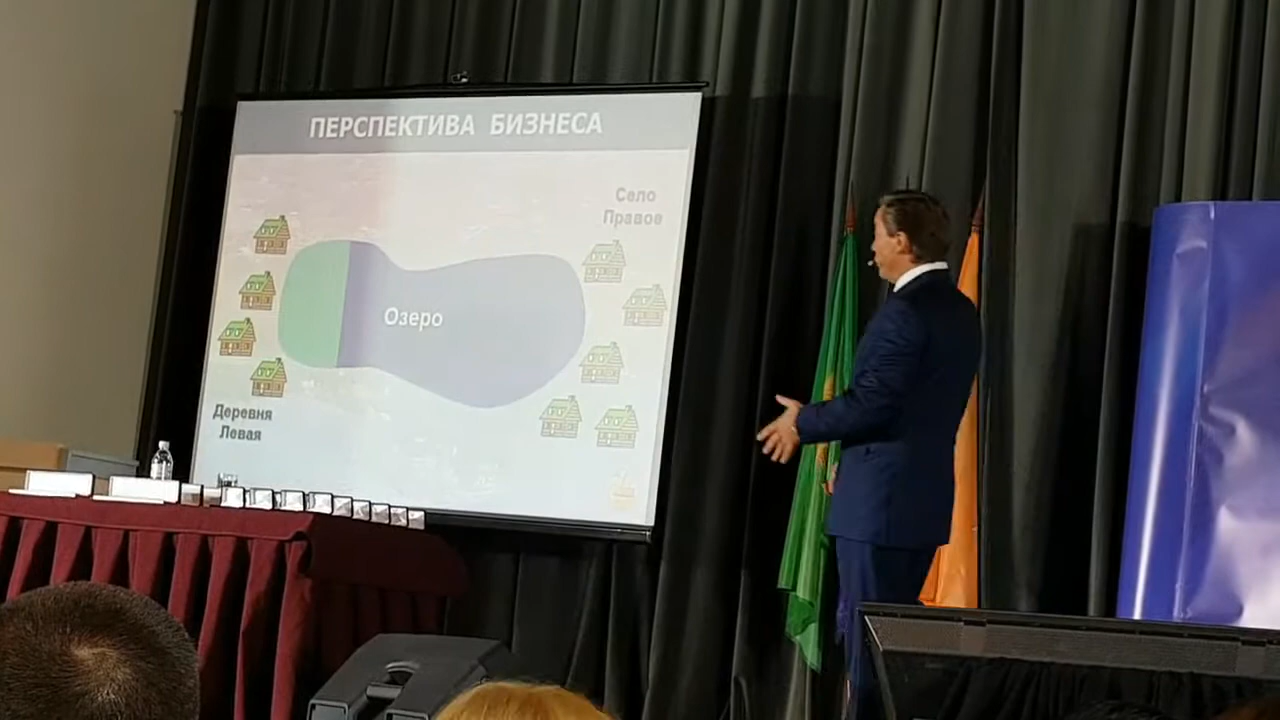 ПЕРСПЕКТИВА БИЗНЕСА
Село
Правое
Озеро
Деревня
Левая